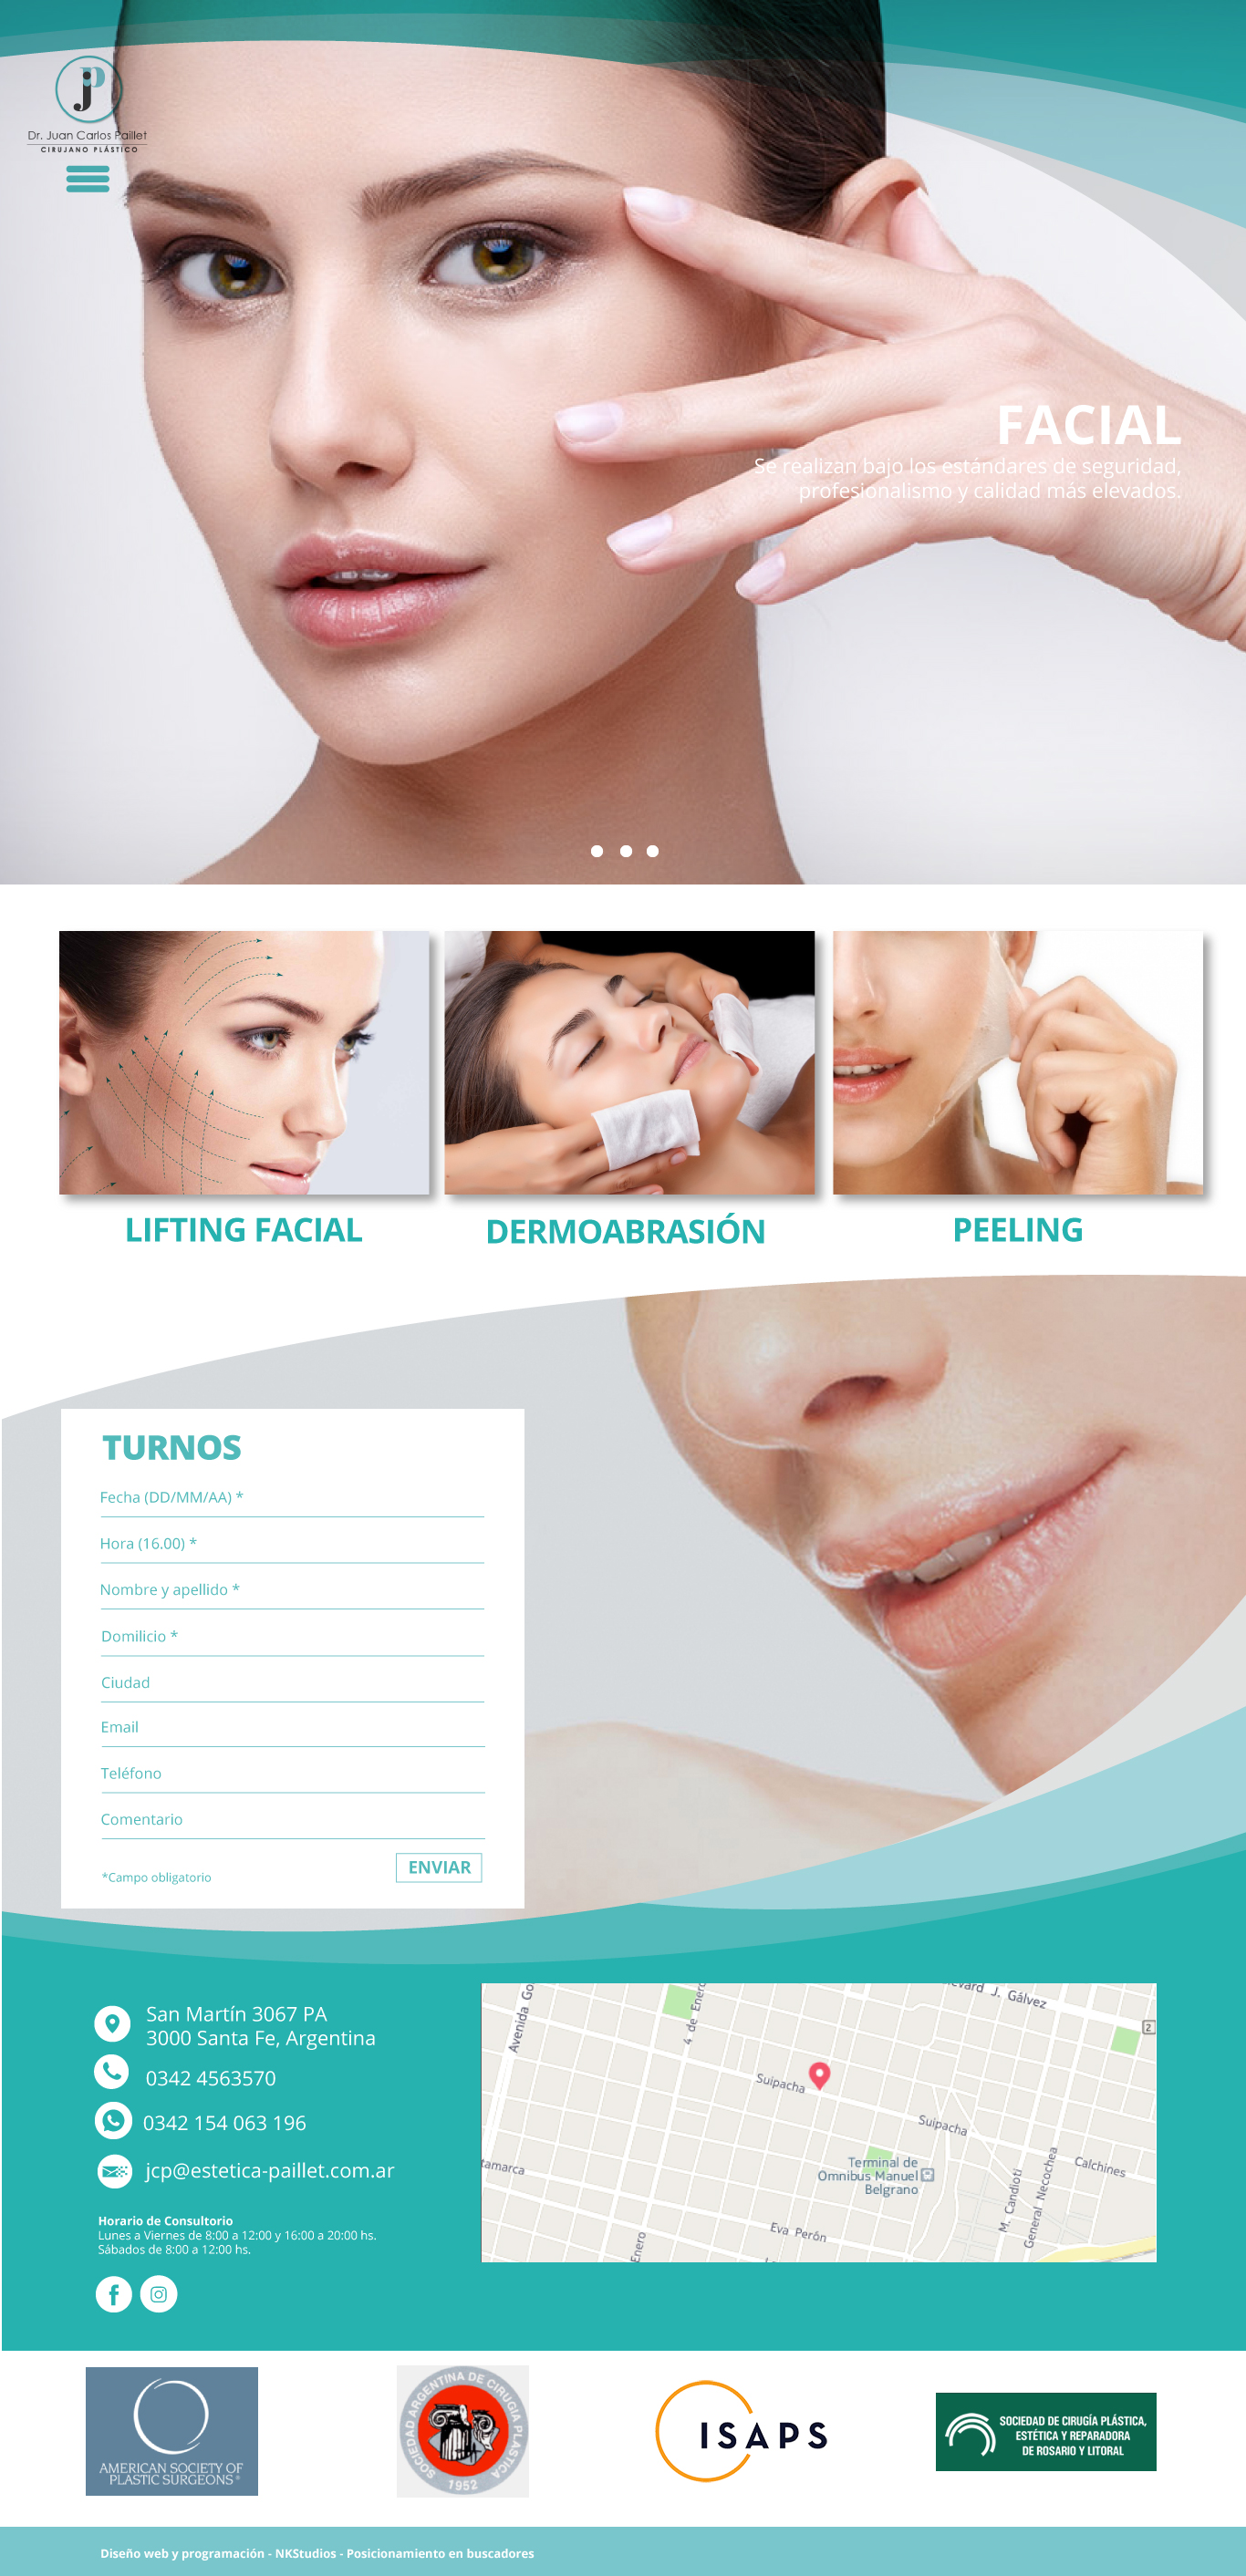 jp
Dr. Juan Carlos Paillet
CIRUJANO PLÁSTICO
FACIAL
Se realizan bajo los estándares de seguridad,
profesionalismo y calidad más elevados.
LIFTING FACIAL
DERMOABRASIÓN
PEELING
TURNOS
Fecha (DD/MM/AA) *
Hora (16.00) *
Nombre y apellido *
Domilicio *
Ciudad
Email
Teléfono
Comentario
*Campo obligatorio
ENVIAR
San Martín 3067 PA
3000 Santa Fe, Argentina
0342 4563570
0342 154 063 196
jcp@estetica-paillet.com.ar
Horario de Consultorio
Lunes a Viernes de 8:00 a 12:00 y 16:00 a 20:00 hs.
Sábados de 8:00 a 12:00 hs.
Avenida Go
4 de Enero
evard J. Gálvez
2
Suipacha
Suipacha
tamarca
Terminal de
Omnibus Manuel
Belgrano
Calchines
M. Candioti
General Necochea
Eva Perón
Enero
AMERICAN SOCIETY OF
PLASTIC SURGEONS®
SOCIEDAD ARGENTINA DE CIRUGIA PLASTICA
1952
ISAPS
SOCIEDAD DE CIRUGÍA PLÁSTICA,
ESTÉTICA Y REPARADORA
DE ROSARIO Y LITORAL
Diseño web y programación - NKStudios - Posicionamiento en buscadores